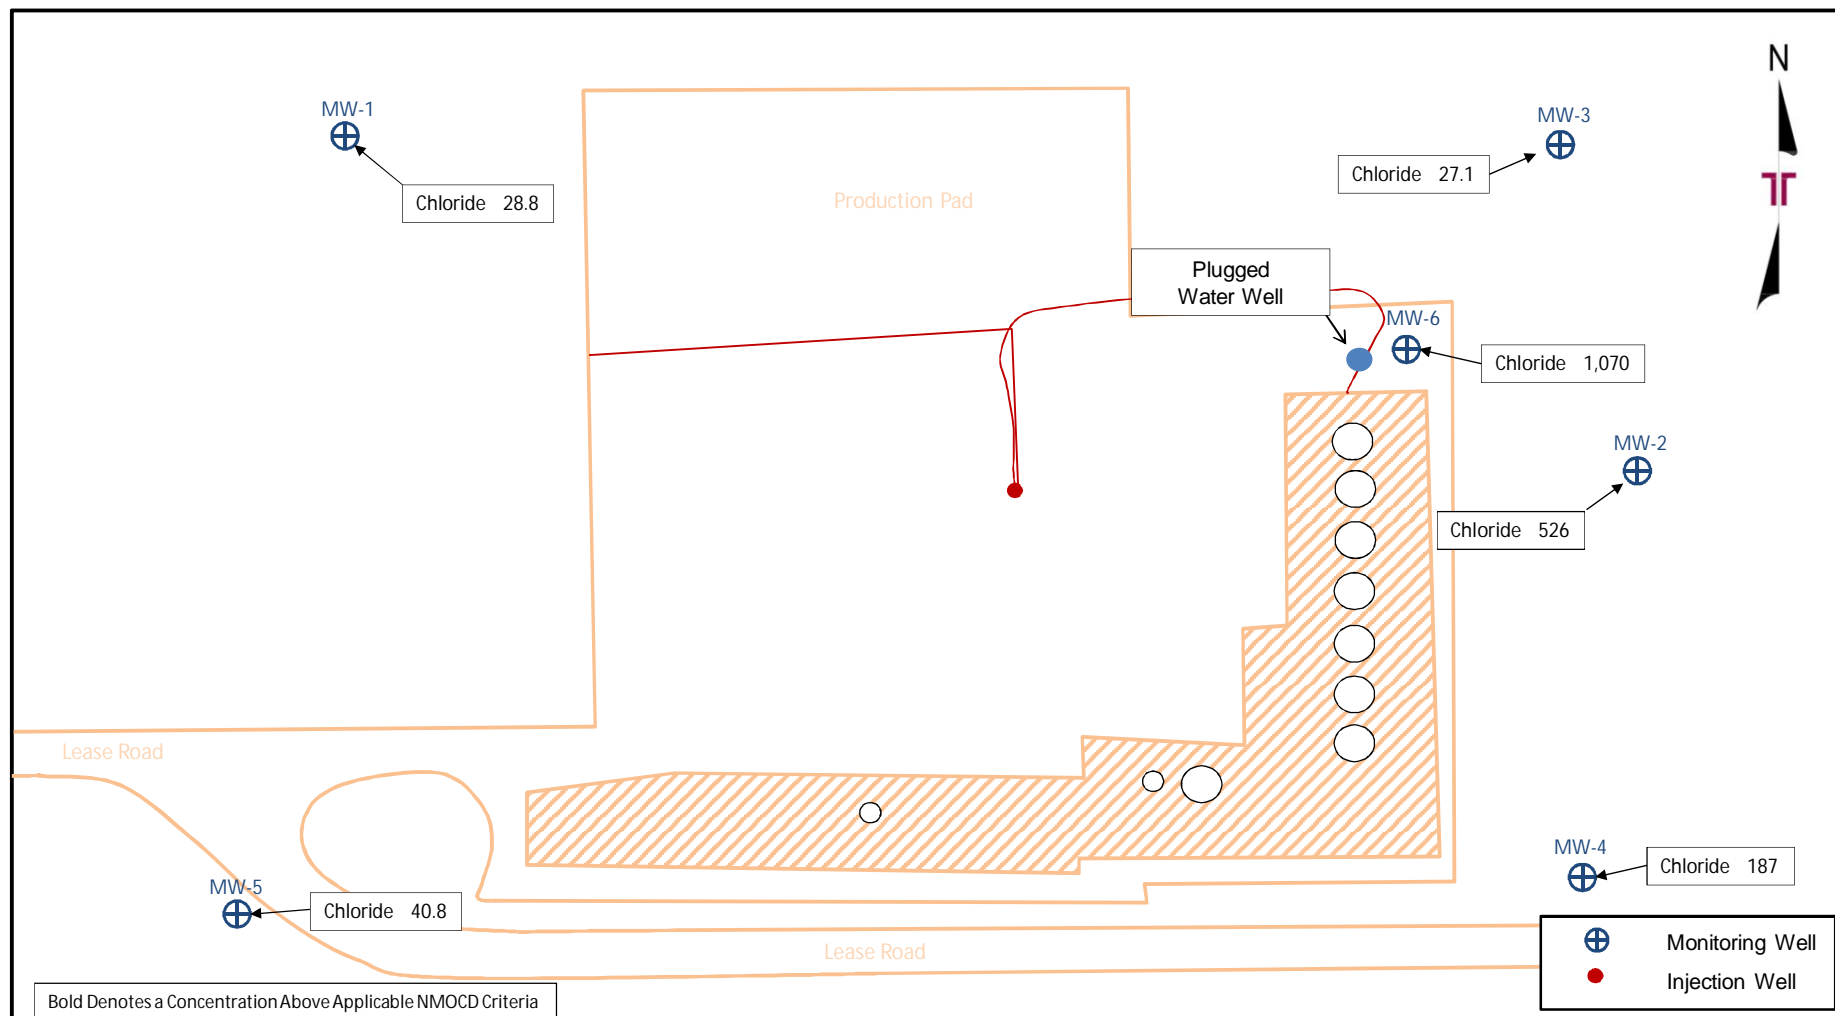 N
MW-1
MW-3
Chloride 27.1
Chloride 28.8
Production Pad
Plugged
Water Well
MW-6
Chloride 1,070
MW-2
Chloride 526
Lease Road
MW-4
Chloride 187
MW-5
Chloride 40.8
Lease Road
Monitoring Well
Injection Well
Bold Denotes a Concentration Above Applicable NMOCD Criteria